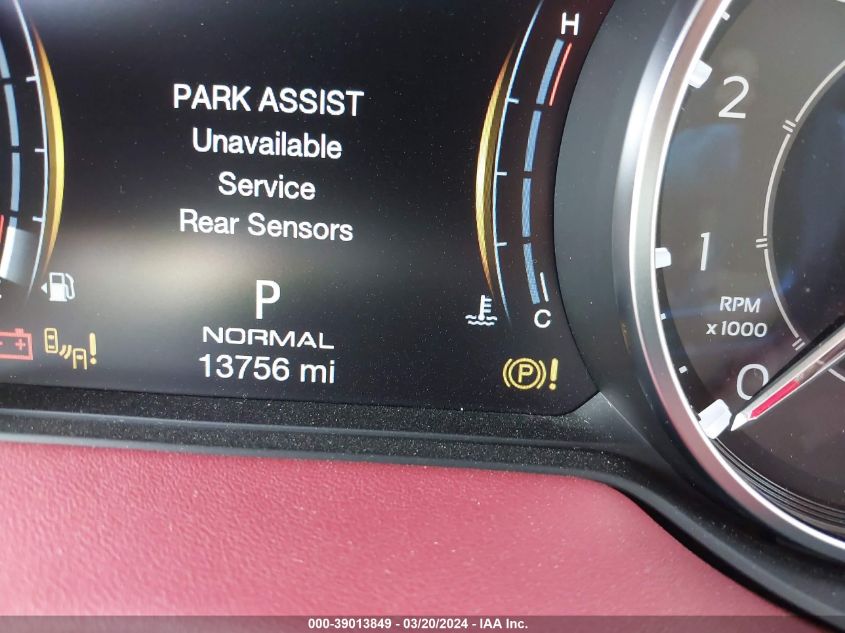 H
PARK ASSIST
Unavailable
Service
Rear Sensors
P
NORMAL
13756 mi
C
(P)!
!
2
1
RPM
x1000
0
000-39013849 - 03/20/2024 - IAA Inc.